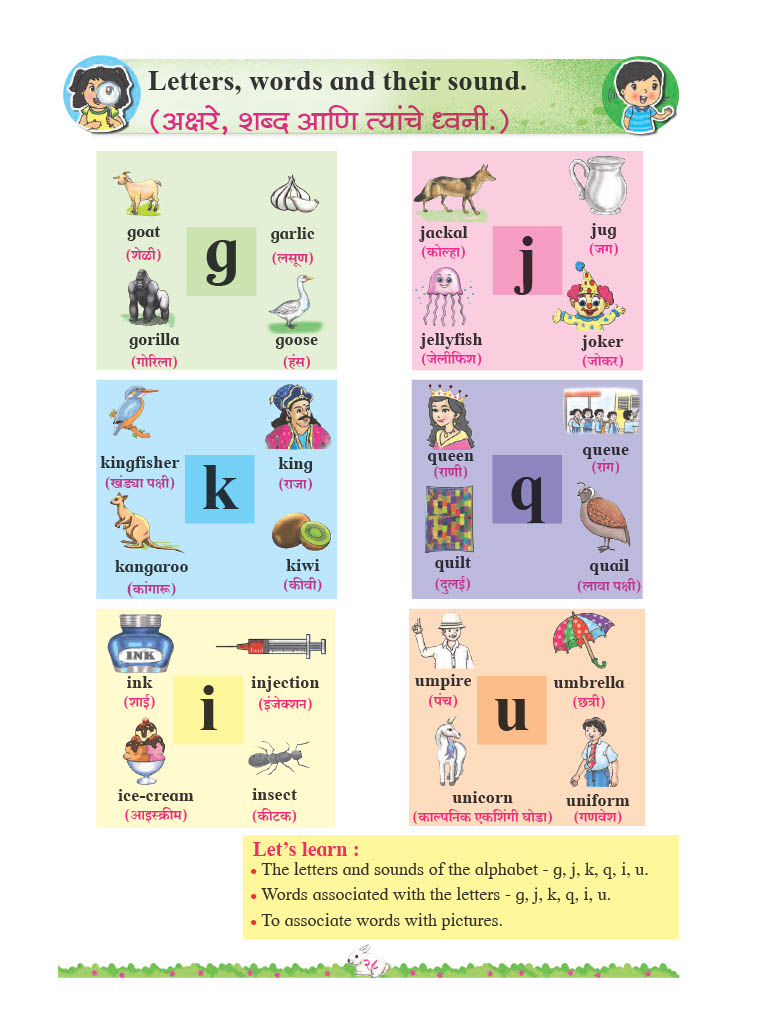 Letters, words and their sound.
(अक्षरे, शब्द आणि त्यांचे ध्वनी.)
goat
(शेळी)
garlic
(लसूण)
g
gorilla
(गोरिला)
goose
(हंस)
jackal
(कोल्हा)
jug
(जग)
j
jellyfish
(जेलीफिश)
joker
(जोकर)
kingfisher
(खंड्या पक्षी)
king
(राजा)
k
kangaroo
(कांगारू)
kiwi
(कीवी)
queen
(राणी)
queue
(रांग)
q
quilt
(दुलई)
quail
(लावा पक्षी)
INK
ink
(शाई)
injection
(इंजेक्शन)
i
ice-cream
(आइस्क्रीम)
insect
(कीटक)
umpire
(पंच)
umbrella
(छत्री)
u
unicorn
(काल्पनिक एकशिंगी घोडा)
uniform
(गणवेश)
Let's learn :
• The letters and sounds of the alphabet - g, j, k, q, i, u.
• Words associated with the letters - g, j, k, q, i, u.
• To associate words with pictures.
२८